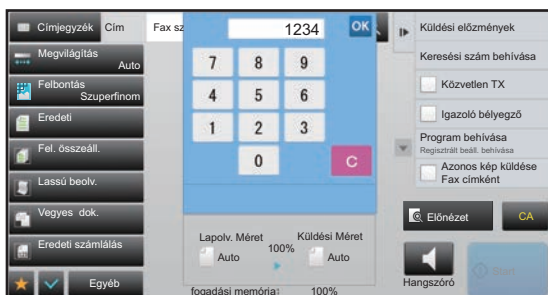 Címjegyzék
Cím
Fax sz
1234
OK
Megvilágítás
Auto
Felbontás
Szuperfinom
Eredeti
Fel. összeáll.
Lassú beolv.
Vegyes dok.
Eredeti számlálás
Egyéb
7 8 9
4 5 6
1 2 3
0 C
Lapolv. Méret
Auto
100%
Küldési Méret
Auto
fogadási memória: 100%
Küldési előzmények
Keresési szám behívása
Közvetlen TX
Igazoló bélyegző
Program behívása
Regisztrált beáll. behívása
Azonos kép küldése
Fax címként
Előnézet
CA
Hangszóró
Start